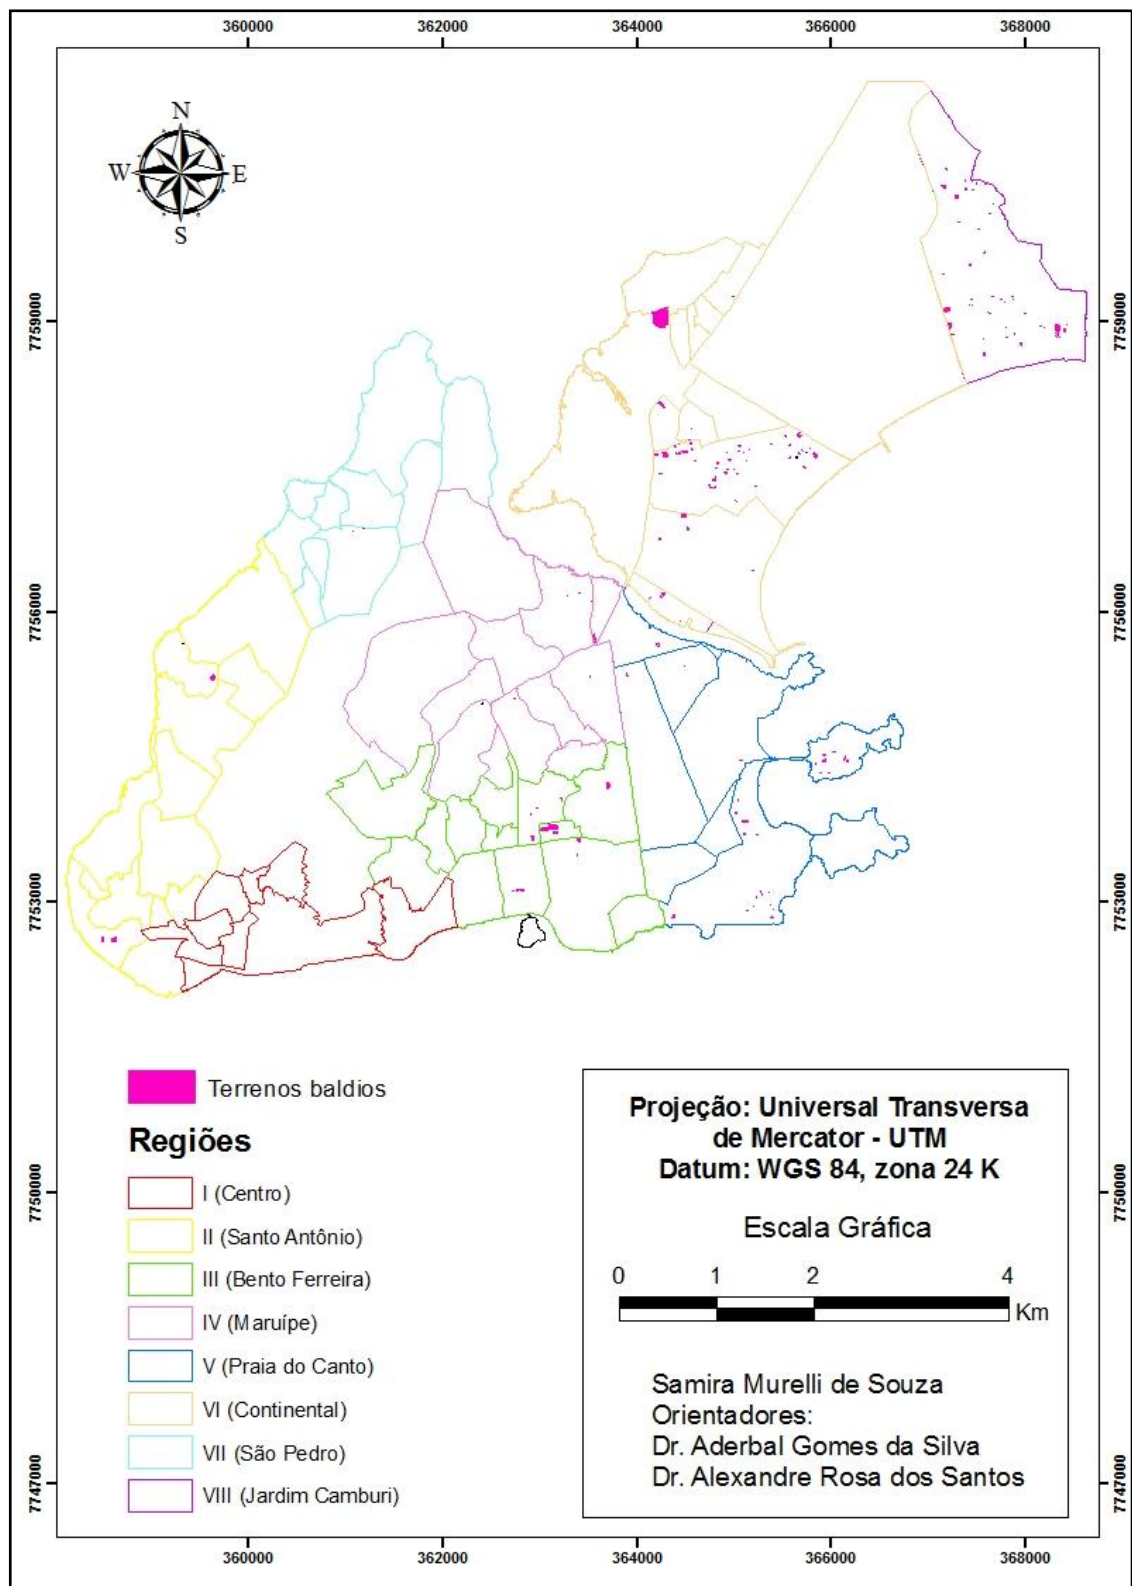 360000 362000 364000 366000 368000
N
W E
S
7759000 7759000
7756000 7756000
7753000 7753000
7750000 7750000
7747000 7747000
Terrenos baldios
Regiões
I (Centro)
II (Santo Antônio)
III (Bento Ferreira)
IV (Maruípe)
V (Praia do Canto)
VI (Continental)
VII (São Pedro)
VIII (Jardim Camburi)
Projeção: Universal Transversa
de Mercator - UTM
Datum: WGS 84, zona 24 K
Escala Gráfica
0 1 2 4
Km
Samira Murelli de Souza
Orientadores:
Dr. Aderbal Gomes da Silva
Dr. Alexandre Rosa dos Santos
360000 362000 364000 366000 368000